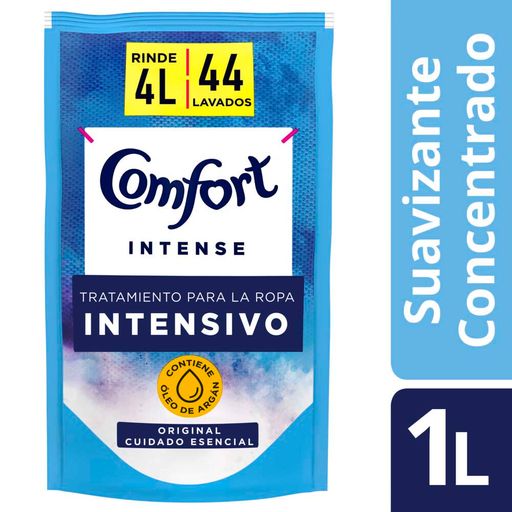 RINDE
4L
44
LAVADOS
Comfort
INTENSE
TRATAMIENTO PARA LA ROPA
INTENSIVO
CONTIENE
ÓLEO DE ARGÁN
ORIGINAL
CUIDADO ESENCIAL
Suavizante
Concentrado
1L